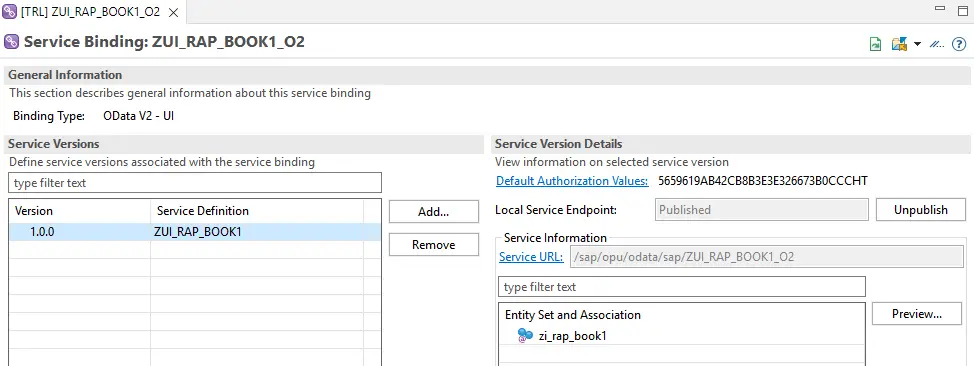 [TRL] ZUI_RAP_BOOK1_O2
Service Binding: ZUI_RAP_BOOK1_O2
General Information
This section describes general information about this service binding
Binding Type: OData V2 - UI
Service Versions
Define service versions associated with the service binding
type filter text
Version Service Definition
1.0.0 ZUI_RAP_BOOK1
Add...
Remove
Service Version Details
View information on selected service version
Default Authorization Values: 5659619AB42CB8B3E3E326673B0CCCHT
Local Service Endpoint: Published Unpublish
Service Information
Service URL: /sap/opu/odata/sap/ZUI_RAP_BOOK1_O2
type filter text
Entity Set and Association
zi_rap_book1
Preview...